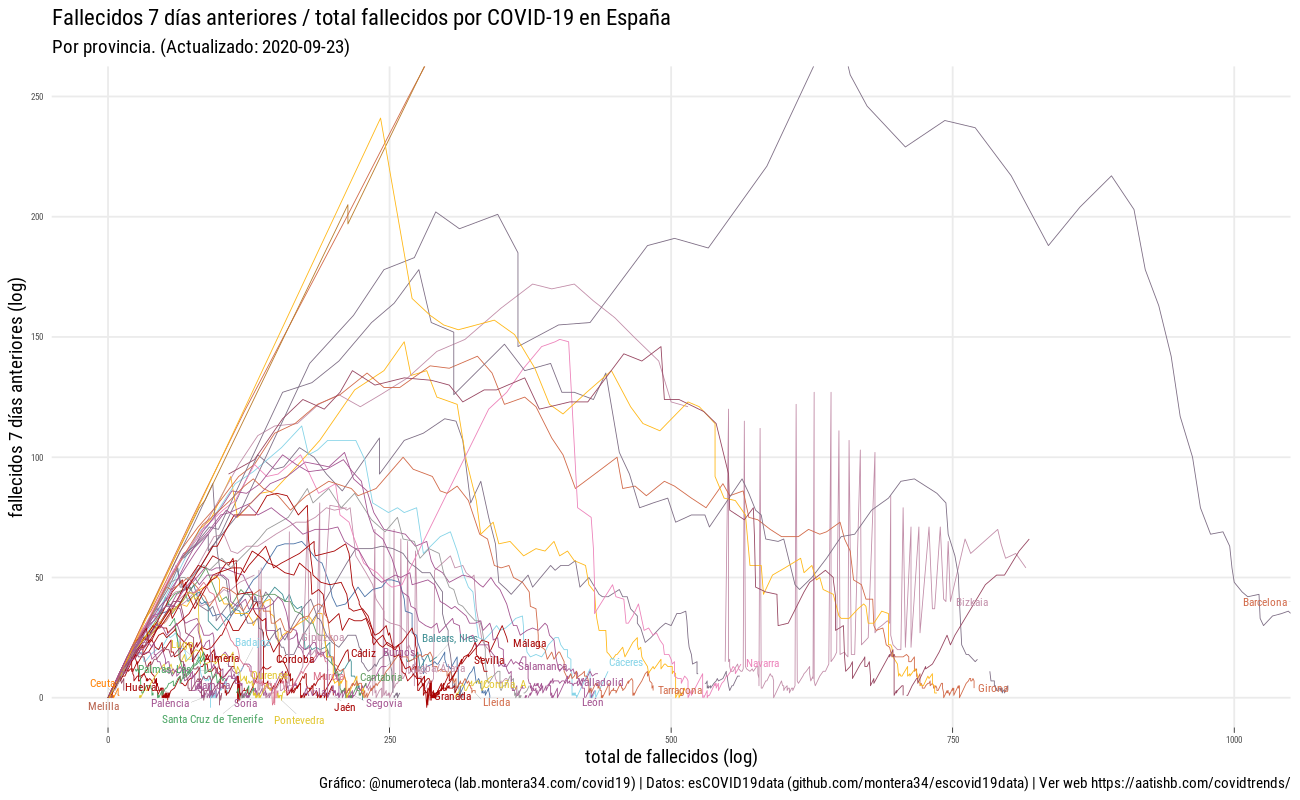 Fallecidos 7 días anteriores / total fallecidos por COVID-19 en España
Por provincia. (Actualizado: 2020-09-23)
fallecidos 7 días anteriores (log)
250
200
150
100
50
0
Bizkaia
Barcelona
Badajoz
Gipuzcoa
Balears, Illes
Málaga
Almería
Córdoba
Cádiz
Burgos
Sevilla
Salamanca
Cáceres
Navarra
Ceuta
Huelva
Cantabria
Valladolid
Tarragona
Girona
Melilla
Palencia
Soria
Jaén
Segovia
Granada
Lleida
León
Santa Cruz de Tenerife
Pontevedra
0
250
500
750
1000
total de fallecidos (log)
Gráfico: @numeroteca (lab.montera34.com/covid19) | Datos: esCOVID19data (github.com/montera34/escovid19data) | Ver web https://aatishb.com/covidtrends/